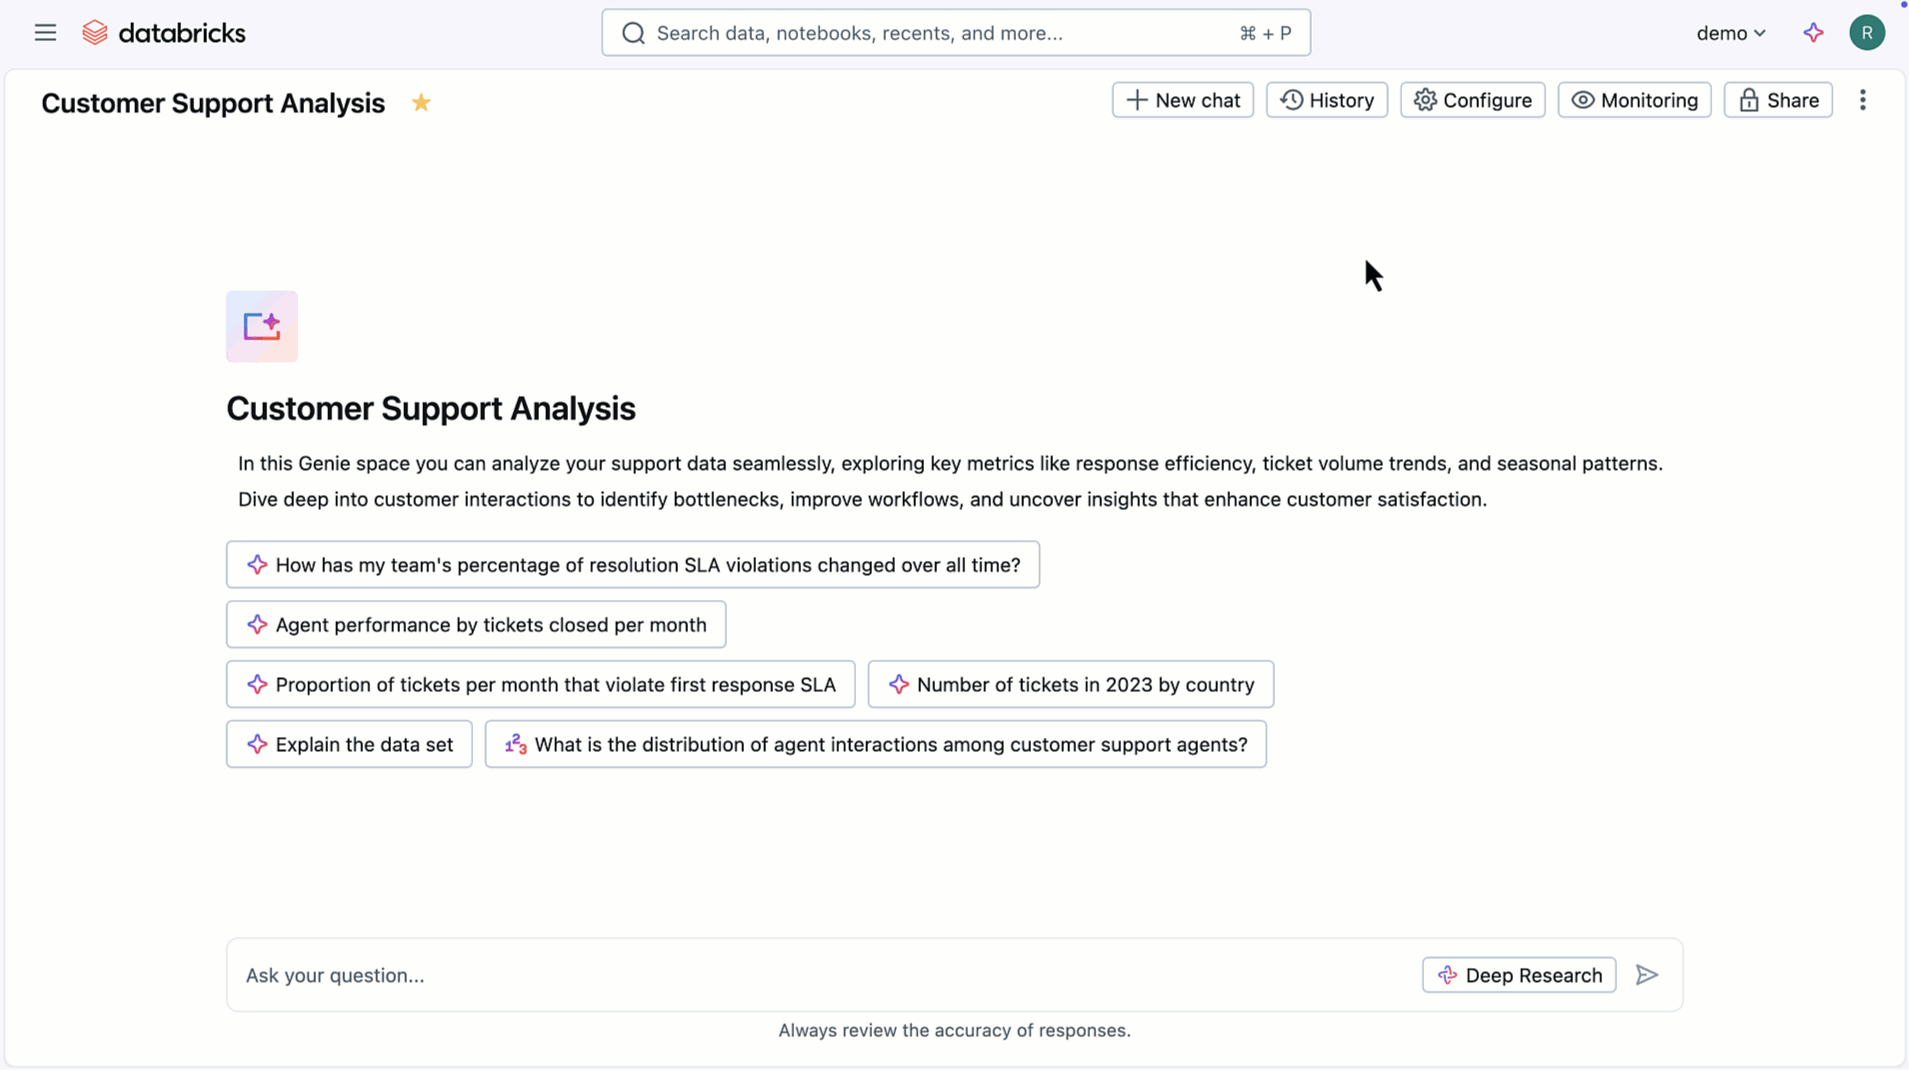 databricks
Search data, notebooks, recents, and more... ⌘ + P
demo
R
Customer Support Analysis
New chat
History
Configure
Monitoring
Share
Customer Support Analysis
In this Genie space you can analyze your support data seamlessly, exploring key metrics like response efficiency, ticket volume trends, and seasonal patterns.
Dive deep into customer interactions to identify bottlenecks, improve workflows, and uncover insights that enhance customer satisfaction.
How has my team's percentage of resolution SLA violations changed over all time?
Agent performance by tickets closed per month
Proportion of tickets per month that violate first response SLA
Number of tickets in 2023 by country
Explain the data set
123 What is the distribution of agent interactions among customer support agents?
Ask your question...
Deep Research
Always review the accuracy of responses.